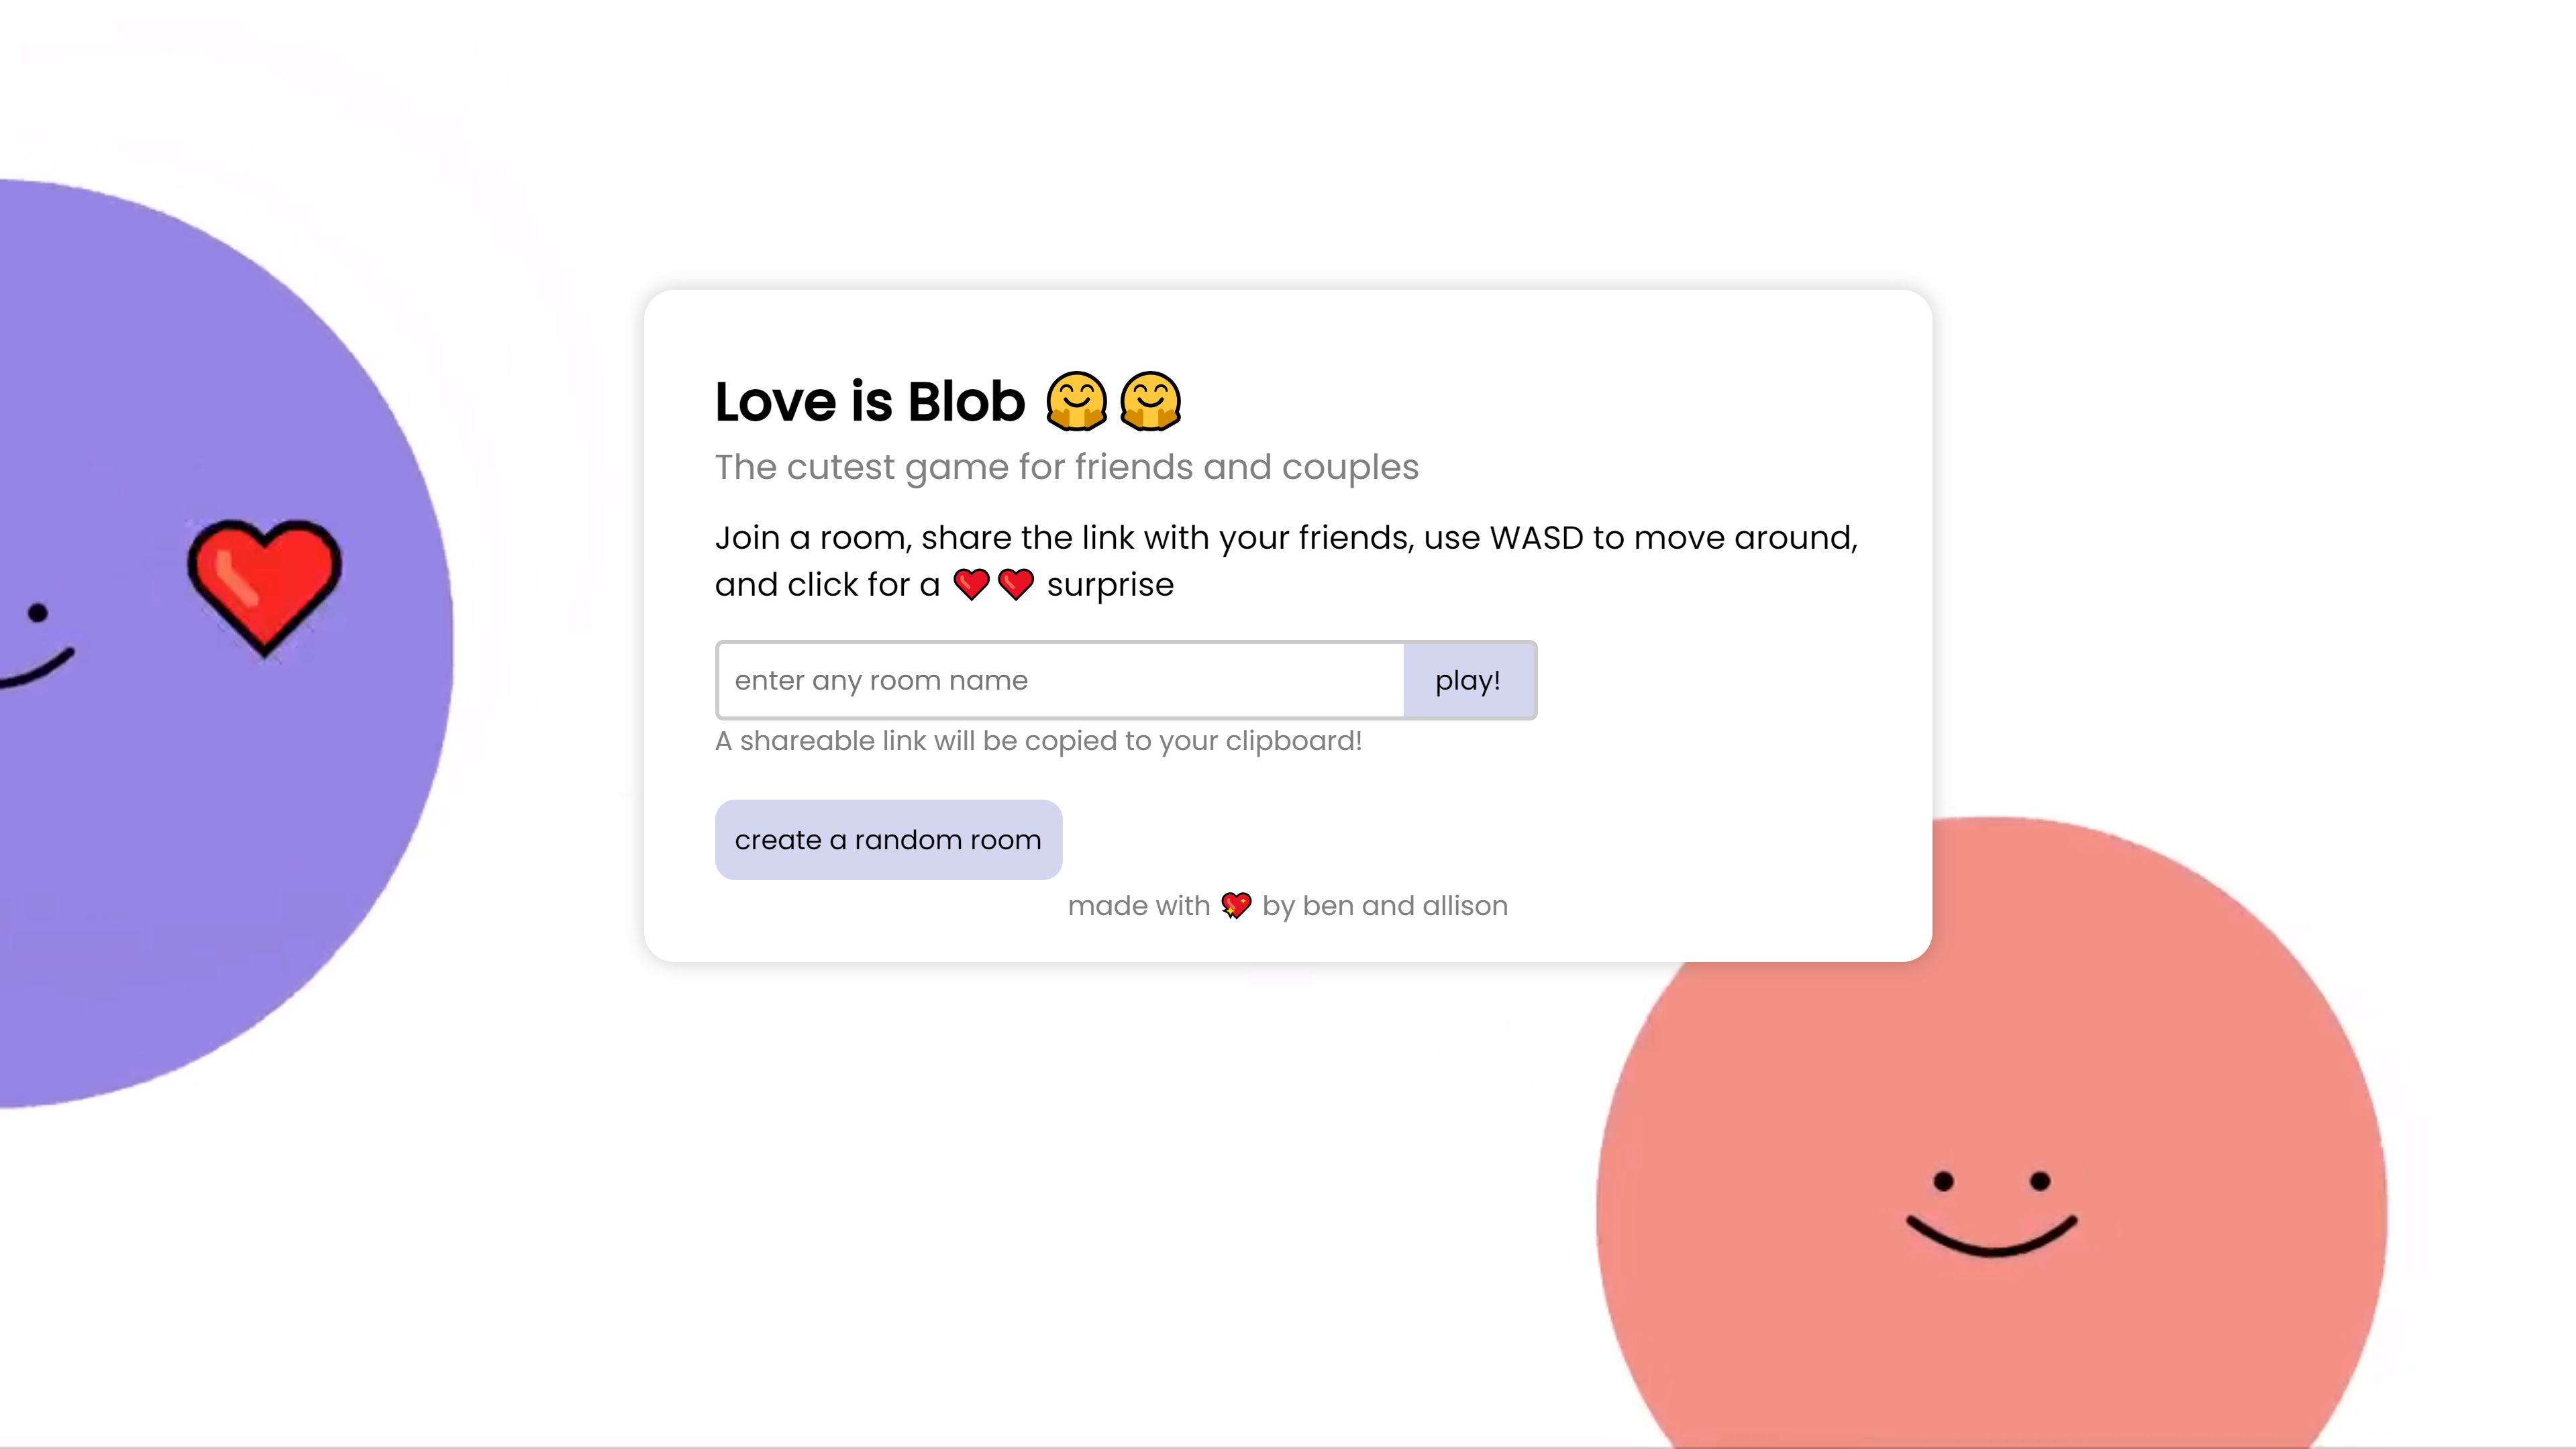 Love is Blob 🤗🤗
The cutest game for friends and couples
Join a room, share the link with your friends, use WASD to move around,
and click for a ❤️❤️ surprise
enter any room name
play!
A shareable link will be copied to your clipboard!
create a random room
made with 💖 by ben and allison